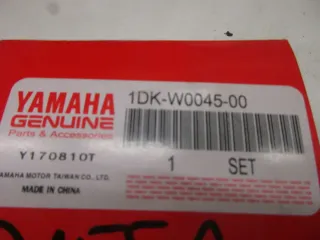 YAMAHA
GENUINE
Parts & Accessories
Y170810T
YAMAHA MOTOR TAIWAN CO., LTD.
MADE IN CHINA
1DK-W0045-00
1 SET